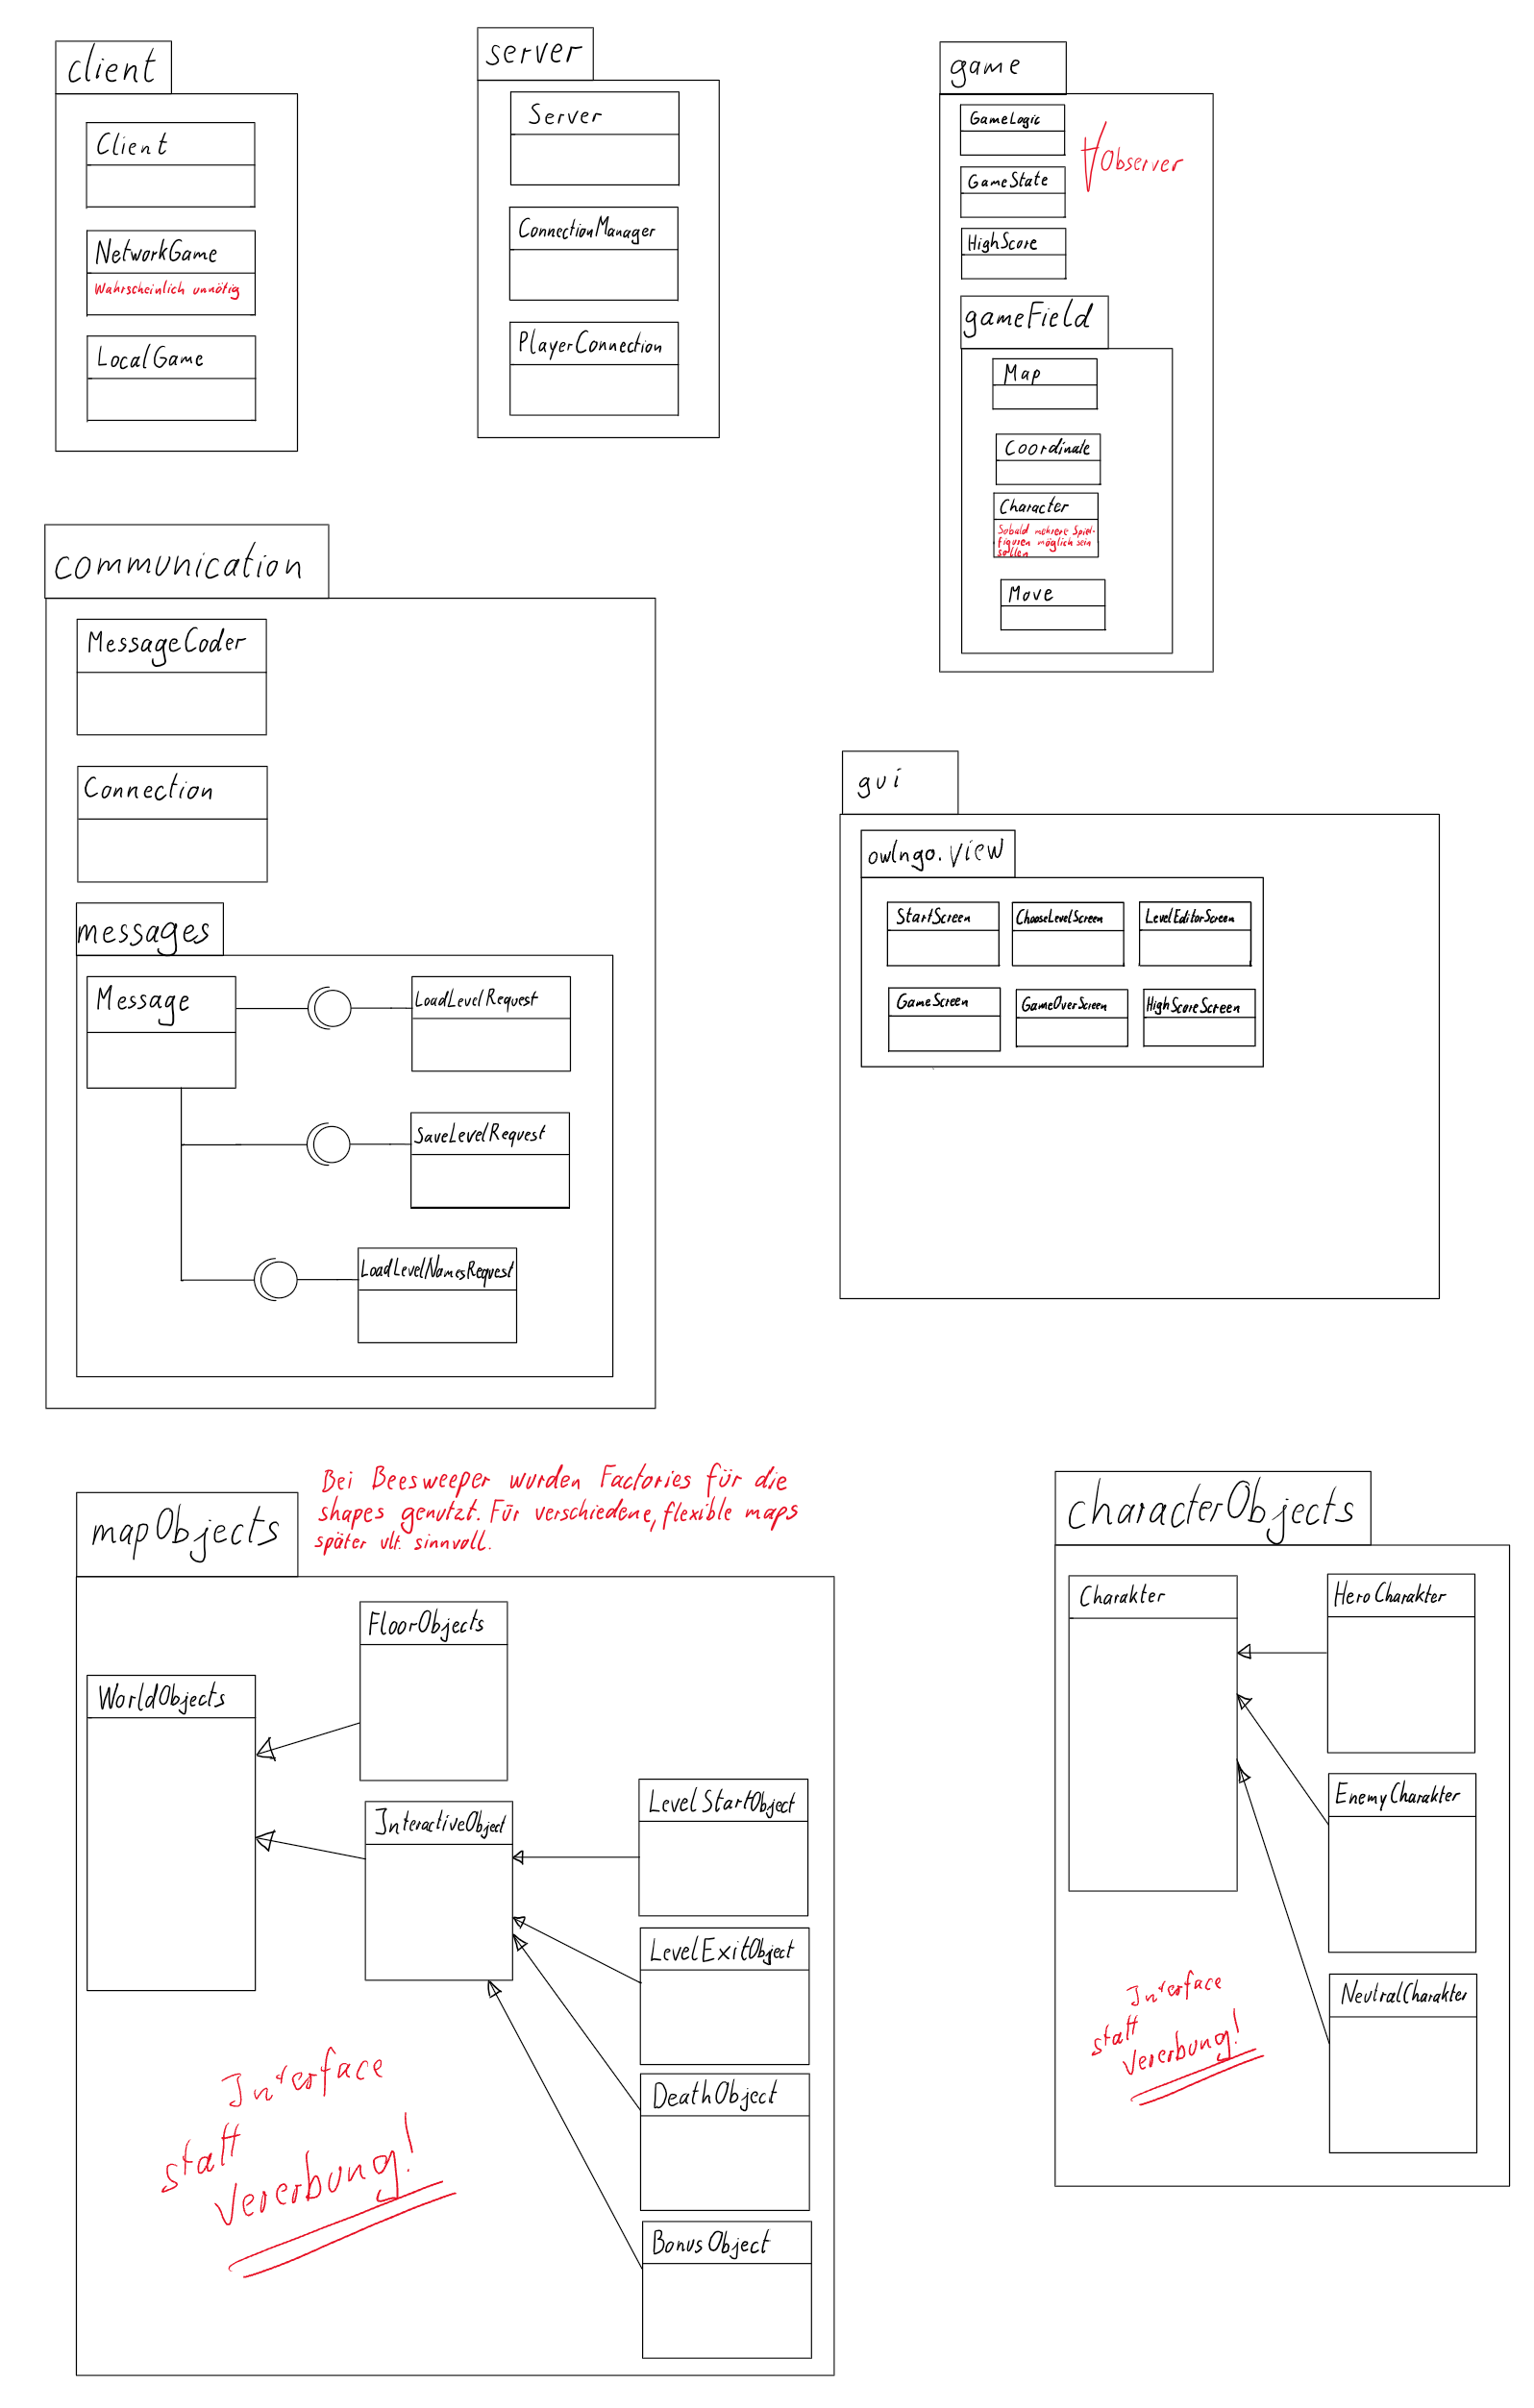 client
Client
NetworkGame
Wahrscheinlich unnötig
LocalGame
server
Server
ConnectionManager
PlayerConnection
game
GameLogic
∀Observer
GameState
HighScore
gameField
Map
Coordinate
Character
Sobald mehrere Spiel-
figuren möglich sein
sollen
Move
communication
MessageCoder
Connection
messages
Message
LoadLevelRequest
SaveLevelRequest
LoadLevelNamesRequest
gui
owlngo.view
StartScreen
ChooseLevelScreen
LevelEditorScreen
GameScreen
GameOverScreen
HighScoreScreen
mapObjects
Bei Beesweeper wurden Factories für die
shapes genutzt. Für verschiedene, flexible maps
später vlt. sinnvoll.
FloorObjects
WorldObjects
InteractiveObject
LevelStartObject
LevelExitObject
DeathObject
BonusObject
Interface
statt
Vererbung!
characterObjects
Charakter
HeroCharakter
EnemyCharakter
NeutralCharakter
Interface
statt
Vererbung!